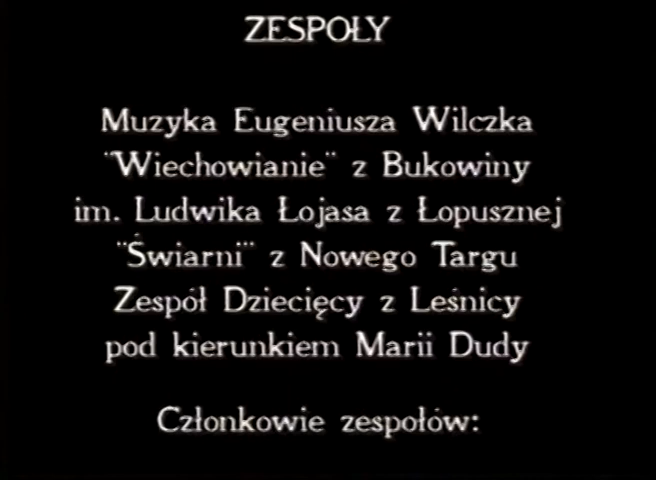 ZESPOŁY
Muzyka Eugeniusza Wilczka
"Wiechowianie" z Bukowiny
im. Ludwika Łojasa z Łopusznej
"Świarni" z Nowego Targu
Zespół Dziecięcy z Leśnicy
pod kierunkiem Marii Dudy
Członkowie zespołów: